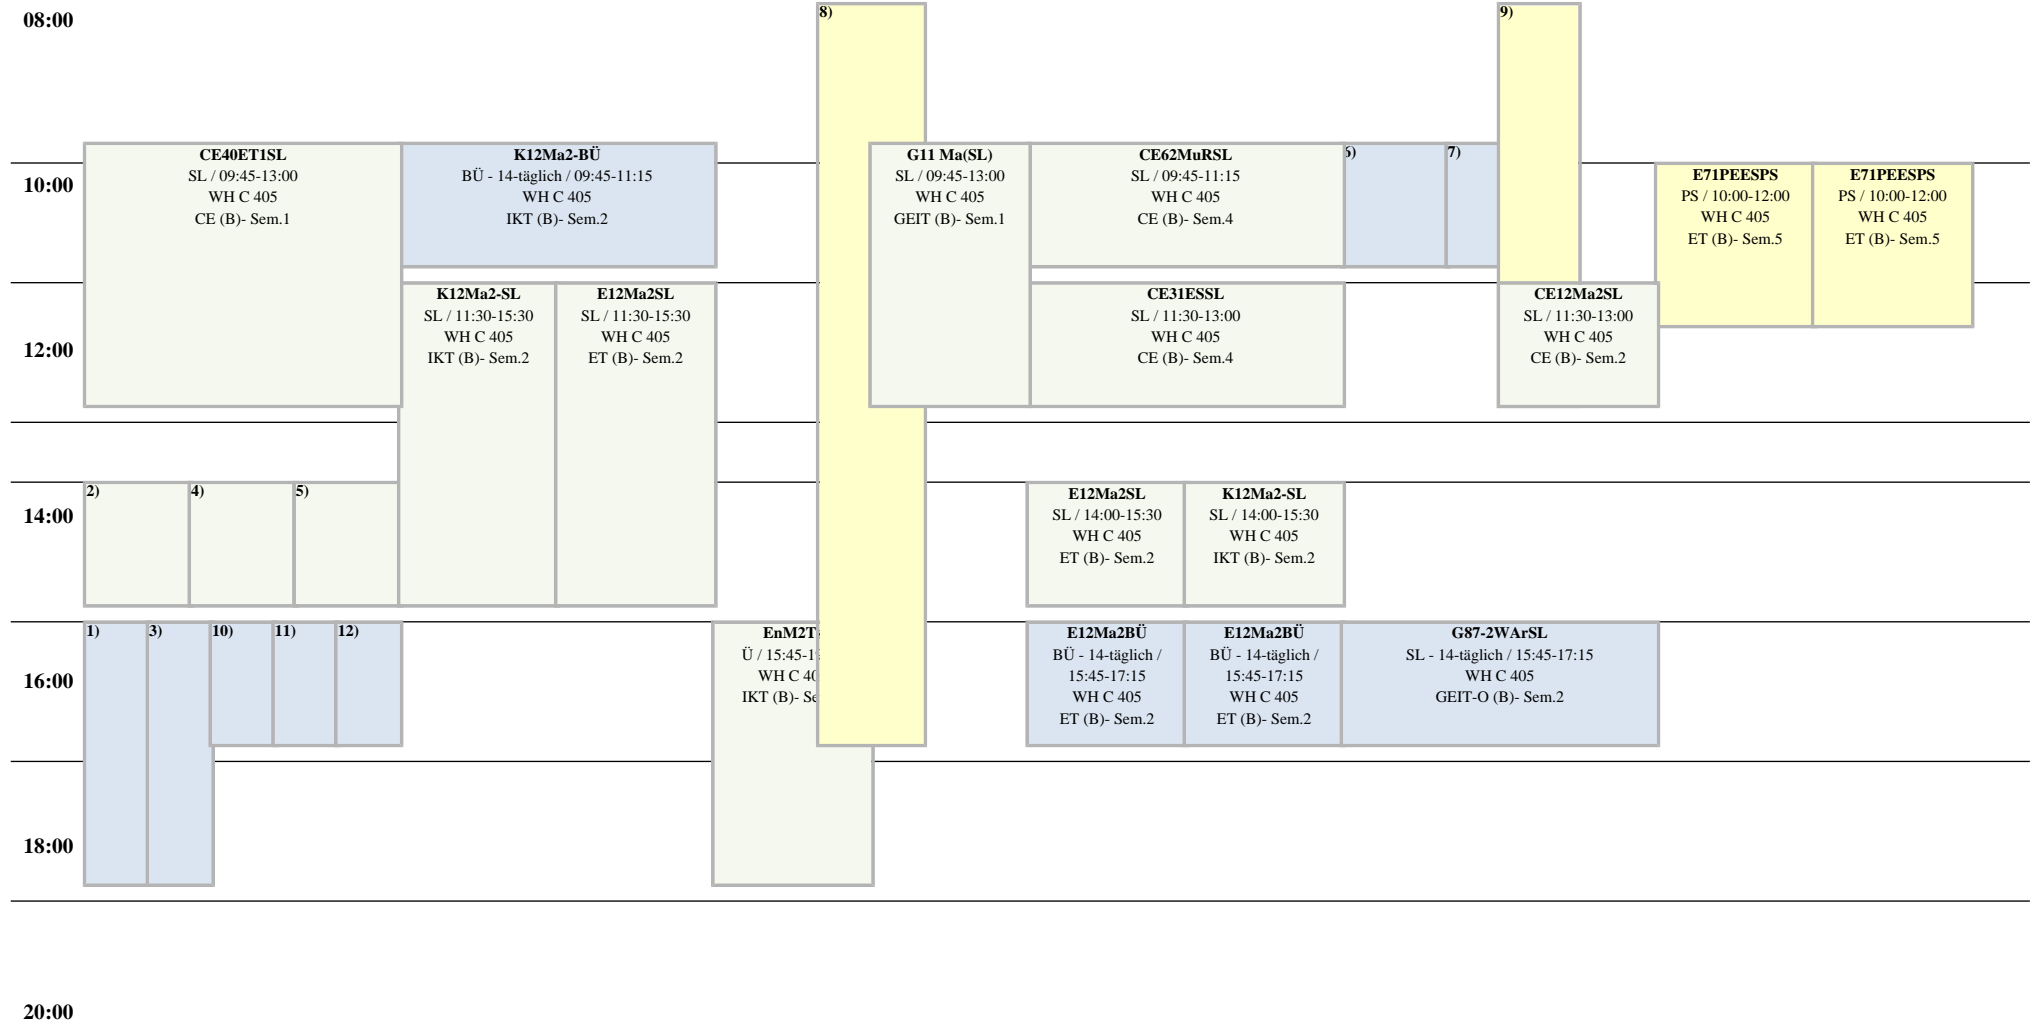 08:00
8)
9)
CE40ET1SL
SL / 09:45-13:00
WH C 405
CE (B)- Sem.1
K12Ma2-BÜ
BÜ - 14-täglich / 09:45-11:15
WH C 405
IKT (B)- Sem.2
G11 Ma(SL)
SL / 09:45-13:00
WH C 405
GEIT (B)- Sem.1
CE62MuRSL
SL / 09:45-11:15
WH C 405
CE (B)- Sem.4
6)
7)
10:00
E71PEESPS
PS / 10:00-12:00
WH C 405
ET (B)- Sem.5
E71PEESPS
PS / 10:00-12:00
WH C 405
ET (B)- Sem.5
K12Ma2-SL
SL / 11:30-15:30
WH C 405
IKT (B)- Sem.2
E12Ma2SL
SL / 11:30-15:30
WH C 405
ET (B)- Sem.2
CE31ESSL
SL / 11:30-13:00
WH C 405
CE (B)- Sem.4
CE12Ma2SL
SL / 11:30-13:00
WH C 405
CE (B)- Sem.2
12:00
2)
4)
5)
E12Ma2SL
SL / 14:00-15:30
WH C 405
ET (B)- Sem.2
K12Ma2-SL
SL / 14:00-15:30
WH C 405
IKT (B)- Sem.2
14:00
1)
3)
10)
11)
12)
EnM2T
Ü / 15:45-1
WH C 40
IKT (B)- Se
E12Ma2BÜ
BÜ - 14-täglich /
15:45-17:15
WH C 405
ET (B)- Sem.2
E12Ma2BÜ
BÜ - 14-täglich /
15:45-17:15
WH C 405
ET (B)- Sem.2
G87-2WArSL
SL - 14-täglich / 15:45-17:15
WH C 405
GEIT-O (B)- Sem.2
16:00
18:00
20:00